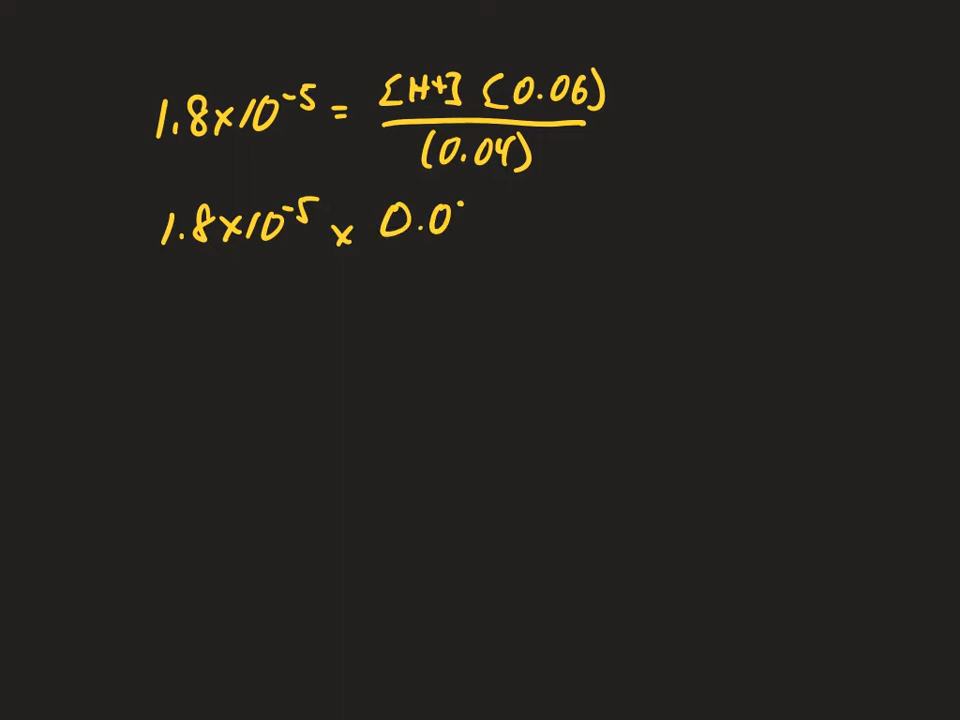 1.8×10⁻⁵ = [H+] (0.06) / (0.04)
1.8×10⁻⁵ × 0.0